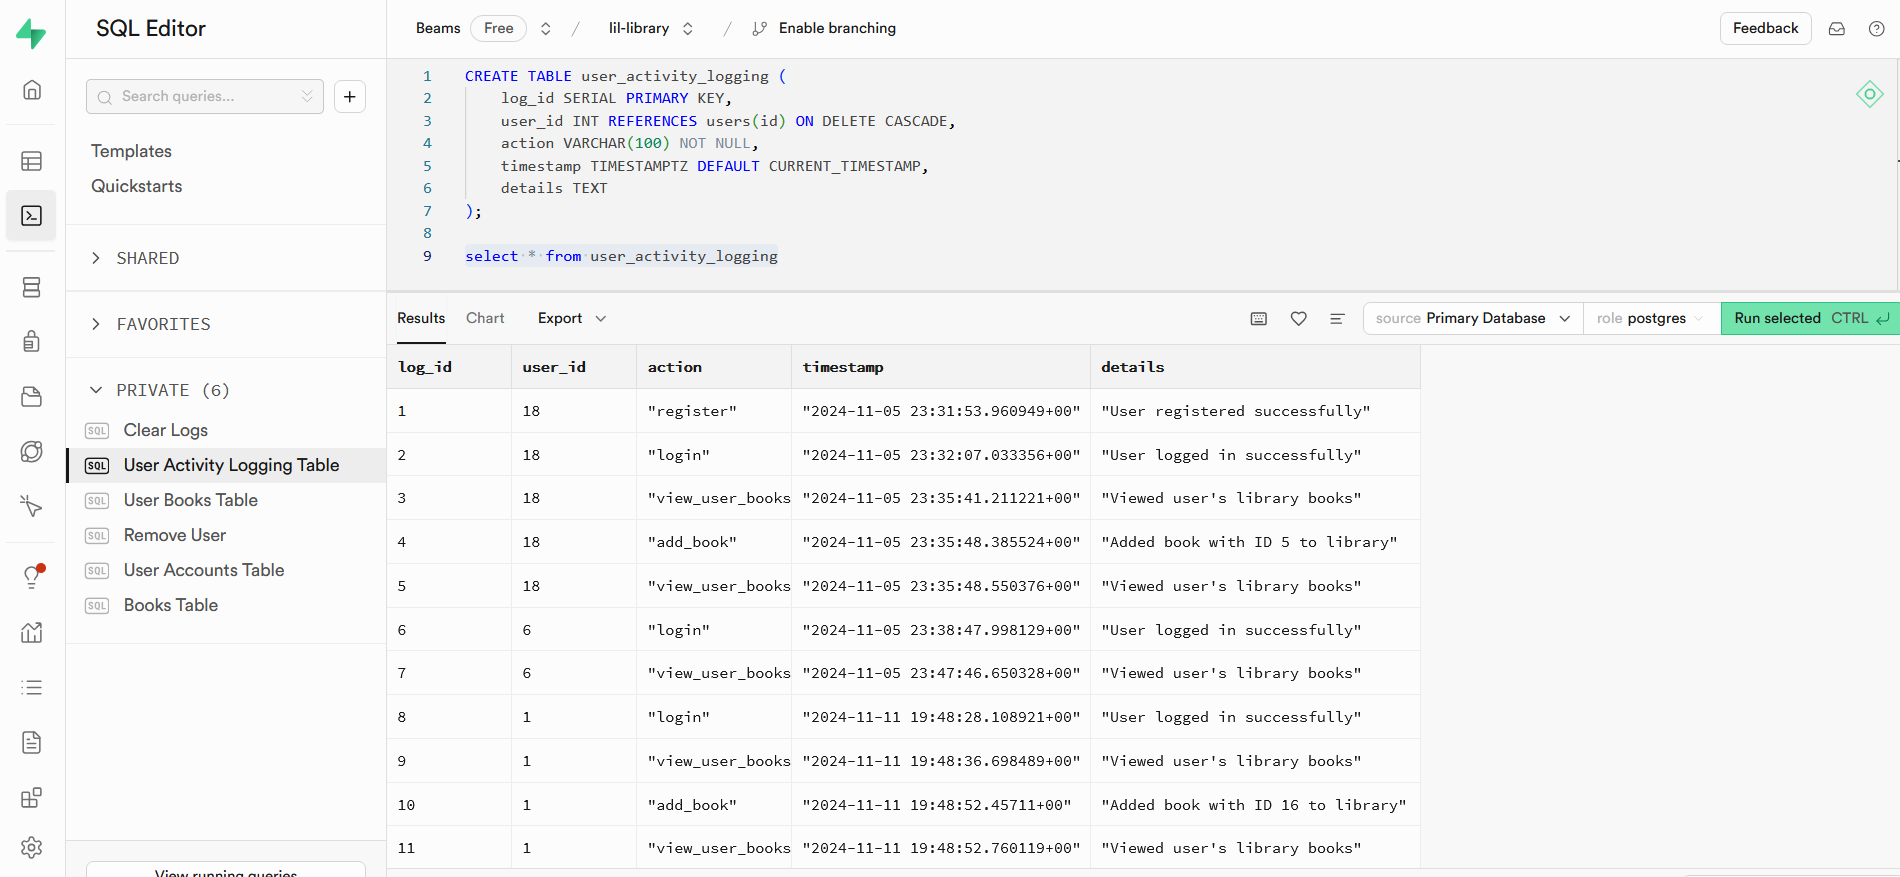 SQL Editor
Beams Free / lil-library / Enable branching
Feedback
Search queries...
Templates
Quickstarts
SHARED
FAVORITES
PRIVATE (6)
SQL Clear Logs
SQL User Activity Logging Table
SQL User Books Table
SQL Remove User
SQL User Accounts Table
SQL Books Table
View running queries
1 CREATE TABLE user_activity_logging (
2 log_id SERIAL PRIMARY KEY,
3 user_id INT REFERENCES users(id) ON DELETE CASCADE,
4 action VARCHAR(100) NOT NULL,
5 timestamp TIMESTAMPTZ DEFAULT CURRENT_TIMESTAMP,
6 details TEXT
7 );
8
9 select * from user_activity_logging
Results Chart Export source Primary Database role postgres Run selected CTRL
log_id user_id action timestamp details
1 18 "register" "2024-11-05 23:31:53.960949+00" "User registered successfully"
2 18 "login" "2024-11-05 23:32:07.033356+00" "User logged in successfully"
3 18 "view_user_books "2024-11-05 23:35:41.211221+00" "Viewed user's library books"
4 18 "add_book" "2024-11-05 23:35:48.385524+00" "Added book with ID 5 to library"
5 18 "view_user_books "2024-11-05 23:35:48.550376+00" "Viewed user's library books"
6 6 "login" "2024-11-05 23:38:47.998129+00" "User logged in successfully"
7 6 "view_user_books "2024-11-05 23:47:46.650328+00" "Viewed user's library books"
8 1 "login" "2024-11-11 19:48:28.108921+00" "User logged in successfully"
9 1 "view_user_books "2024-11-11 19:48:36.698489+00" "Viewed user's library books"
10 1 "add_book" "2024-11-11 19:48:52.45711+00" "Added book with ID 16 to library"
11 1 "view_user_books "2024-11-11 19:48:52.760119+00" "Viewed user's library books"